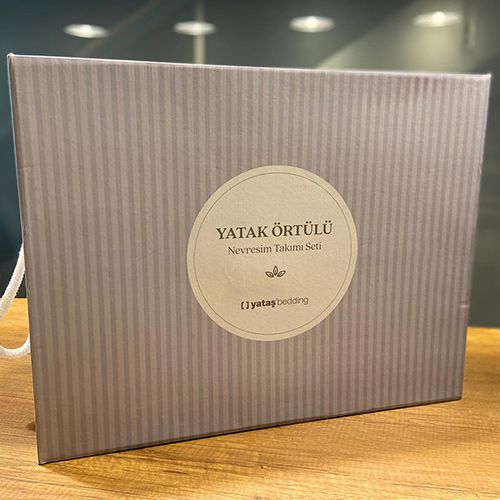 YATAK ÖRTÜLÜ
Nevresim Takımı Seti
[ ] yataş bedding